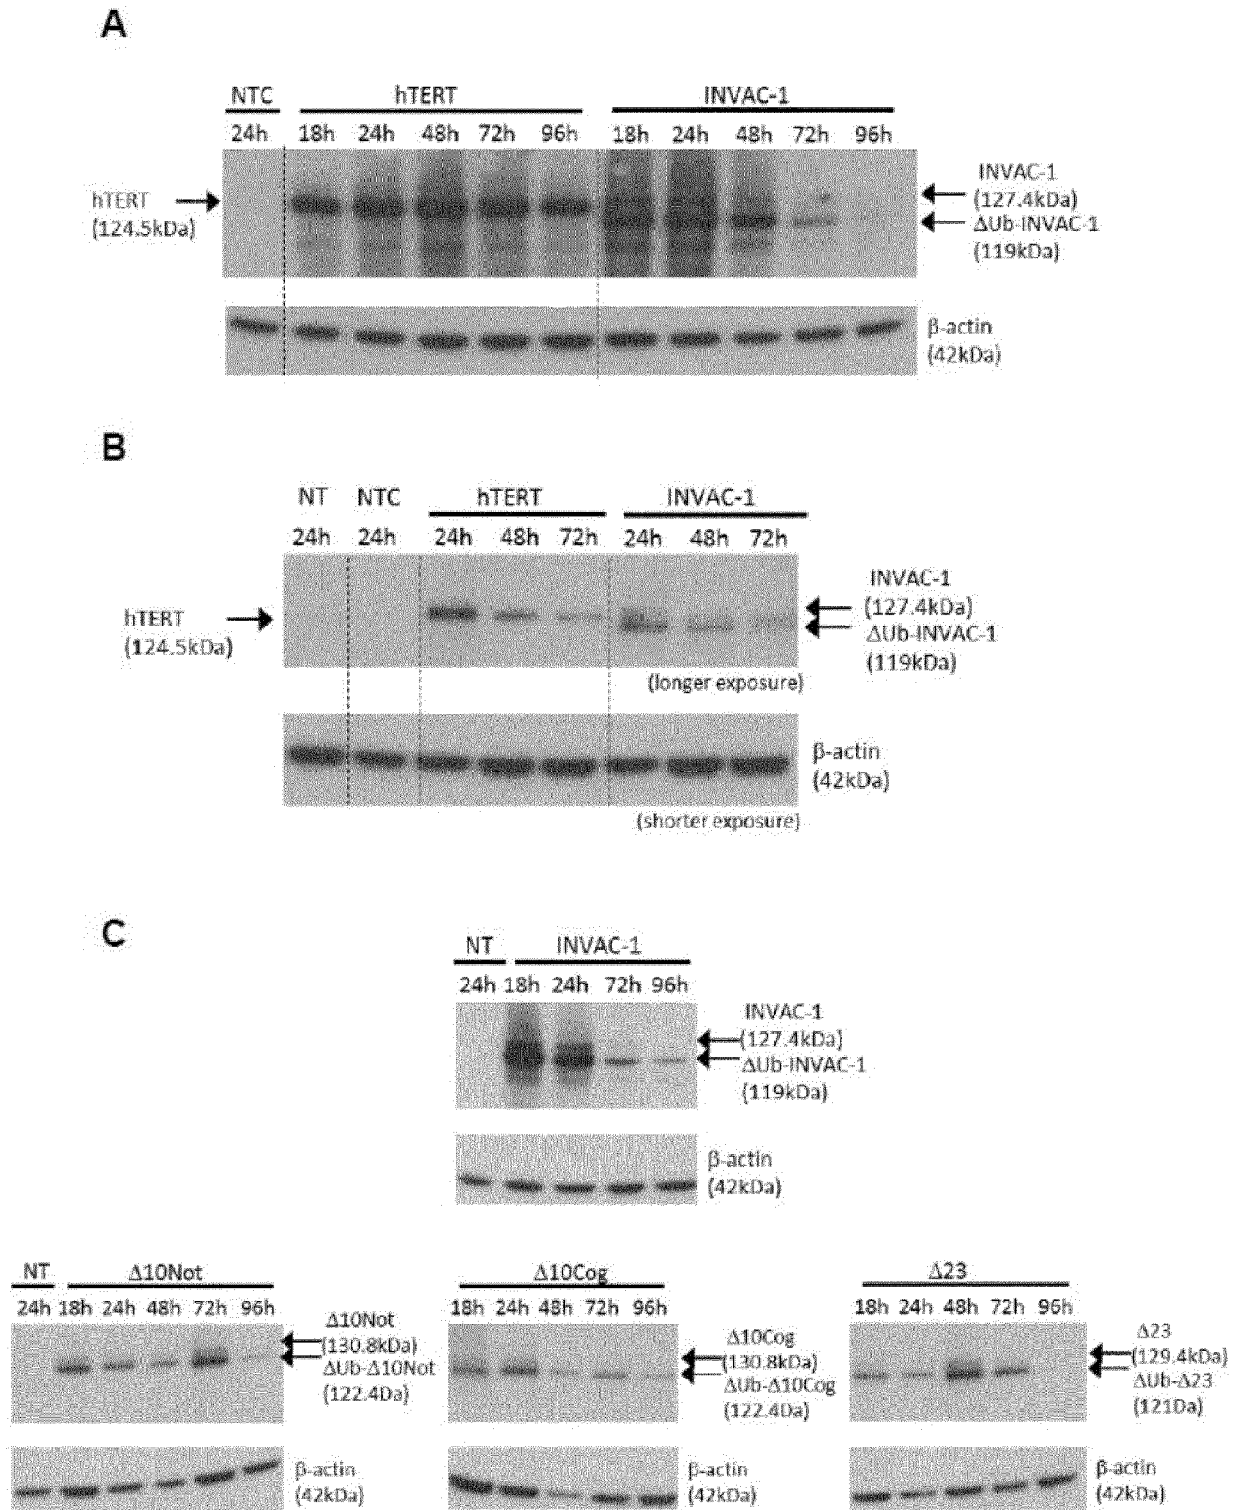 A
NTC hTERT INVAC-1
24h 18h 24h 48h 72h 96h 18h 24h 48h 72h 96h
hTERT
(124.5kDa)
INVAC-1
(127.4kDa)
ΔUb-INVAC-1
(119kDa)
β-actin
(42kDa)
B
NT NTC hTERT INVAC-1
24h 24h 24h 48h 72h 24h 48h 72h
hTERT
(124.5kDa)
INVAC-1
(127.4kDa)
ΔUb-INVAC-1
(119kDa)
(longer exposure)
β-actin
(42kDa)
(shorter exposure)
C
NT INVAC-1
24h 18h 24h 72h 96h
INVAC-1
(127.4kDa)
ΔUb-INVAC-1
(119kDa)
β-actin
(42kDa)
NT Δ10Not
24h 18h 24h 48h 72h 96h
Δ10Not
(130.8kDa)
ΔUb-Δ10Not
(122.4Da)
β-actin
(42kDa)
Δ10Cog
18h 24h 48h 72h 96h
Δ10Cog
(130.8kDa)
ΔUb-Δ10Cog
(122.4Da)
β-actin
(42kDa)
Δ23
18h 24h 48h 72h 96h
Δ23
(129.4kDa)
ΔUb-Δ23
(121Da)
β-actin
(42kDa)